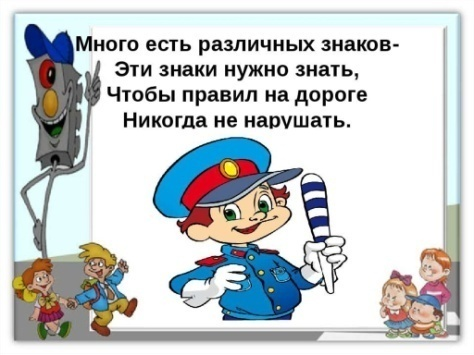 Много есть различных знаков-
Эти знаки нужно знать,
Чтобы правил на дороге
Никогда не нарушать.